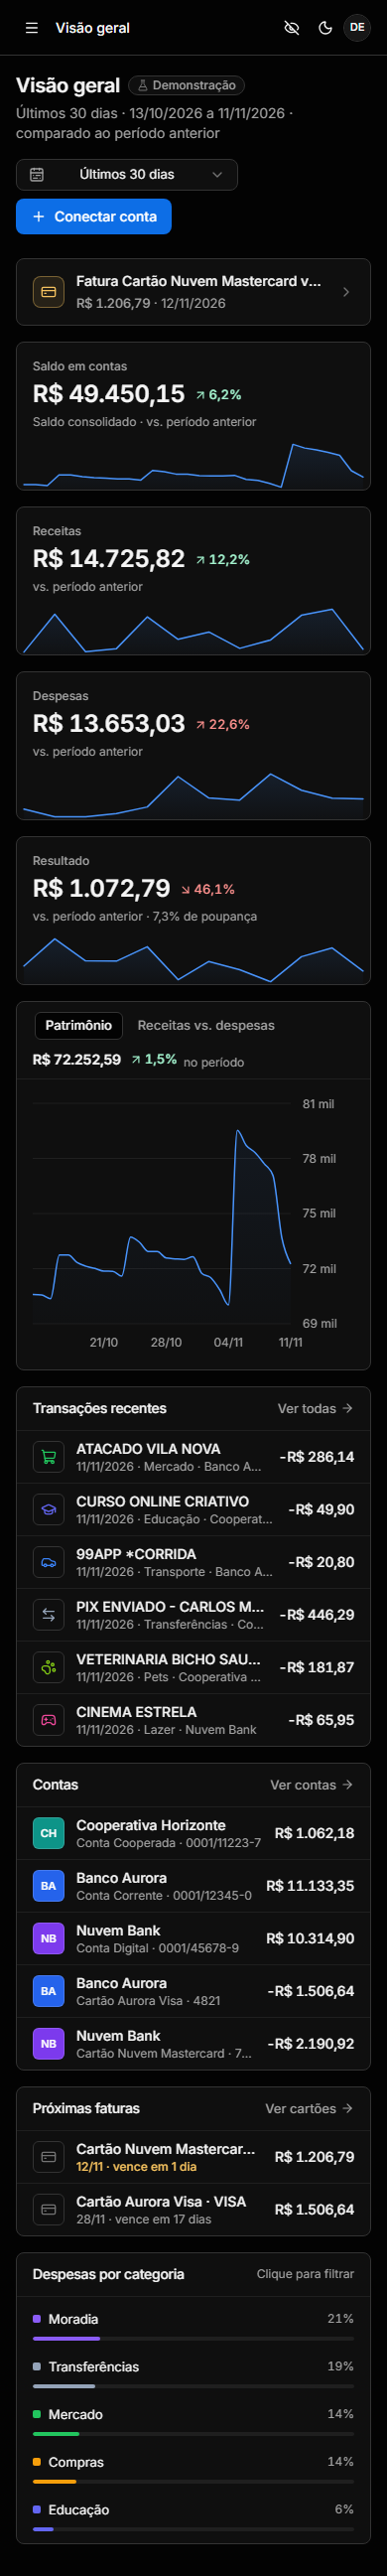 Visão geral
DE
Visão geral
Demonstração
Últimos 30 dias · 13/10/2026 a 11/11/2026 ·
comparado ao período anterior
Últimos 30 dias
Conectar conta
Fatura Cartão Nuvem Mastercard v...
R$ 1.206,79 · 12/11/2026
Saldo em contas
R$ 49.450,15 6,2%
Saldo consolidado · vs. período anterior
Receitas
R$ 14.725,82 12,2%
vs. período anterior
Despesas
R$ 13.653,03 22,6%
vs. período anterior
Resultado
R$ 1.072,79 46,1%
vs. período anterior · 7,3% de poupança
Patrimônio Receitas vs. despesas
R$ 72.252,59 1,5% no período
81 mil
78 mil
75 mil
72 mil
69 mil
21/10 28/10 04/11 11/11
Transações recentes Ver todas
ATACADO VILA NOVA -R$ 286,14
11/11/2026 · Mercado · Banco A...
CURSO ONLINE CRIATIVO -R$ 49,90
11/11/2026 · Educação · Cooperat...
99APP *CORRIDA -R$ 20,80
11/11/2026 · Transporte · Banco A...
PIX ENVIADO - CARLOS M... -R$ 446,29
11/11/2026 · Transferências · Co...
VETERINARIA BICHO SAU... -R$ 181,87
11/11/2026 · Pets · Cooperativa ...
CINEMA ESTRELA -R$ 65,95
11/11/2026 · Lazer · Nuvem Bank
Contas Ver contas
CH Cooperativa Horizonte R$ 1.062,18
Conta Cooperada · 0001/11223-7
BA Banco Aurora R$ 11.133,35
Conta Corrente · 0001/12345-0
NB Nuvem Bank R$ 10.314,90
Conta Digital · 0001/45678-9
BA Banco Aurora -R$ 1.506,64
Cartão Aurora Visa · 4821
NB Nuvem Bank -R$ 2.190,92
Cartão Nuvem Mastercard · 7...
Próximas faturas Ver cartões
Cartão Nuvem Mastercar... R$ 1.206,79
12/11 · vence em 1 dia
Cartão Aurora Visa · VISA R$ 1.506,64
28/11 · vence em 17 dias
Despesas por categoria Clique para filtrar
Moradia 21%
Transferências 19%
Mercado 14%
Compras 14%
Educação 6%